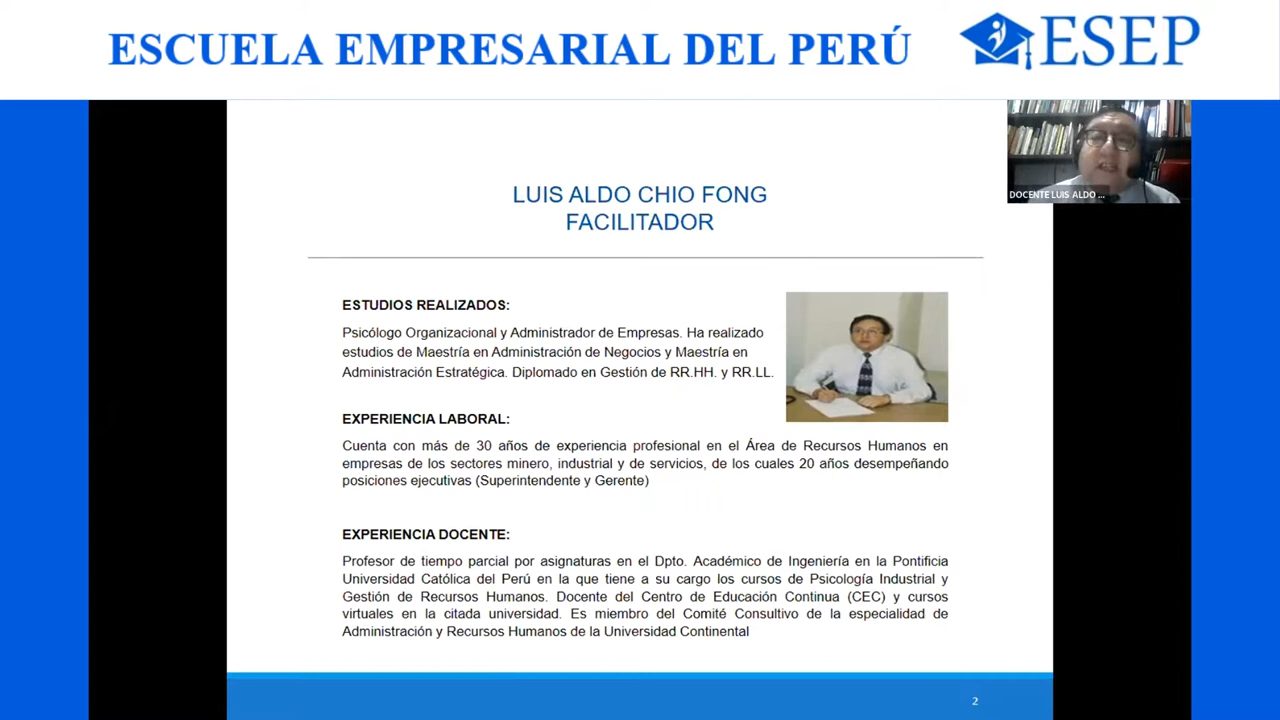 ESCUELA EMPRESARIAL DEL PERÚ
ESEP
DOCENTE LUIS ALDO ...
LUIS ALDO CHIO FONG
FACILITADOR
ESTUDIOS REALIZADOS:
Psicólogo Organizacional y Administrador de Empresas. Ha realizado
estudios de Maestría en Administración de Negocios y Maestría en
Administración Estratégica. Diplomado en Gestión de RR.HH. y RR.LL.
EXPERIENCIA LABORAL:
Cuenta con más de 30 años de experiencia profesional en el Área de Recursos Humanos en
empresas de los sectores minero, industrial y de servicios, de los cuales 20 años desempeñando
posiciones ejecutivas (Superintendente y Gerente)
EXPERIENCIA DOCENTE:
Profesor de tiempo parcial por asignaturas en el Dpto. Académico de Ingeniería en la Pontificia
Universidad Católica del Perú en la que tiene a su cargo los cursos de Psicología Industrial y
Gestión de Recursos Humanos. Docente del Centro de Educación Continua (CEC) y cursos
virtuales en la citada universidad. Es miembro del Comité Consultivo de la especialidad de
Administración y Recursos Humanos de la Universidad Continental
2